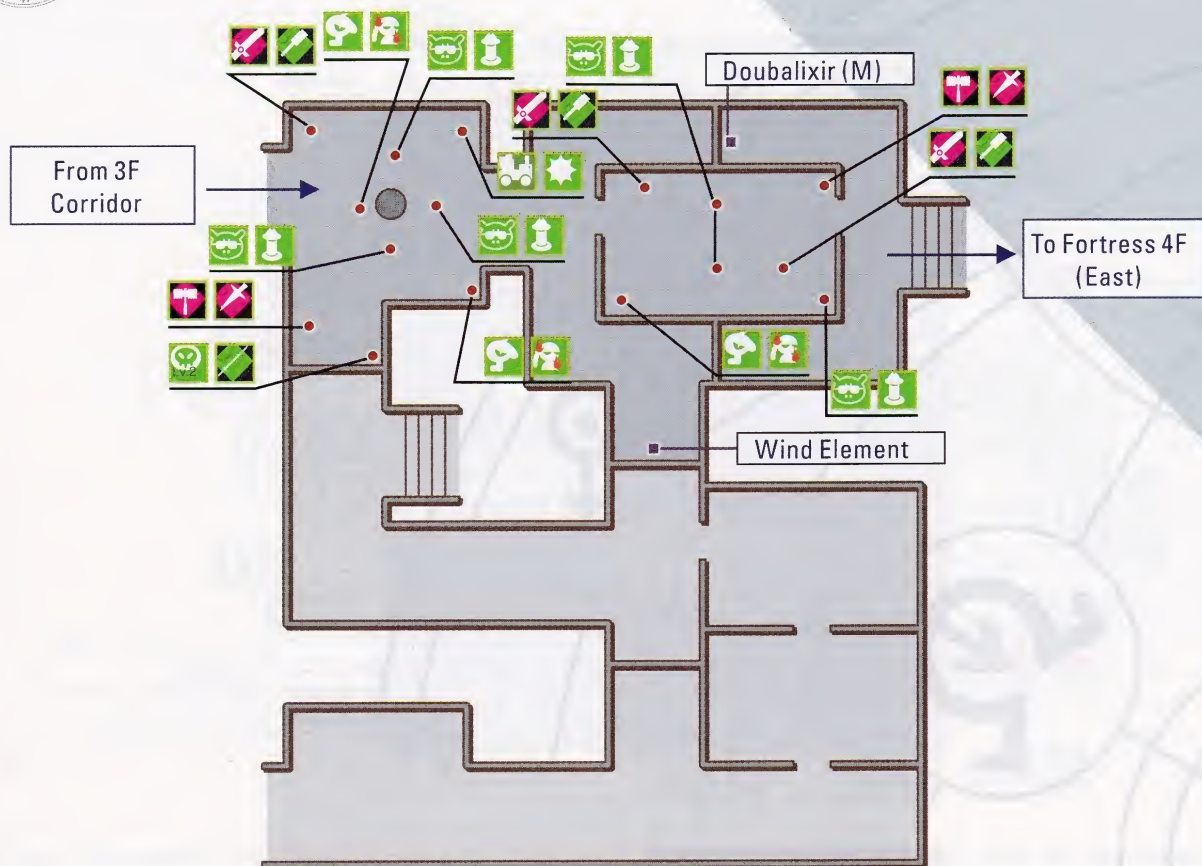 Doubalixir (M)
From 3F
Corridor
To Fortress 4F
(East)
LV.2
Wind Element